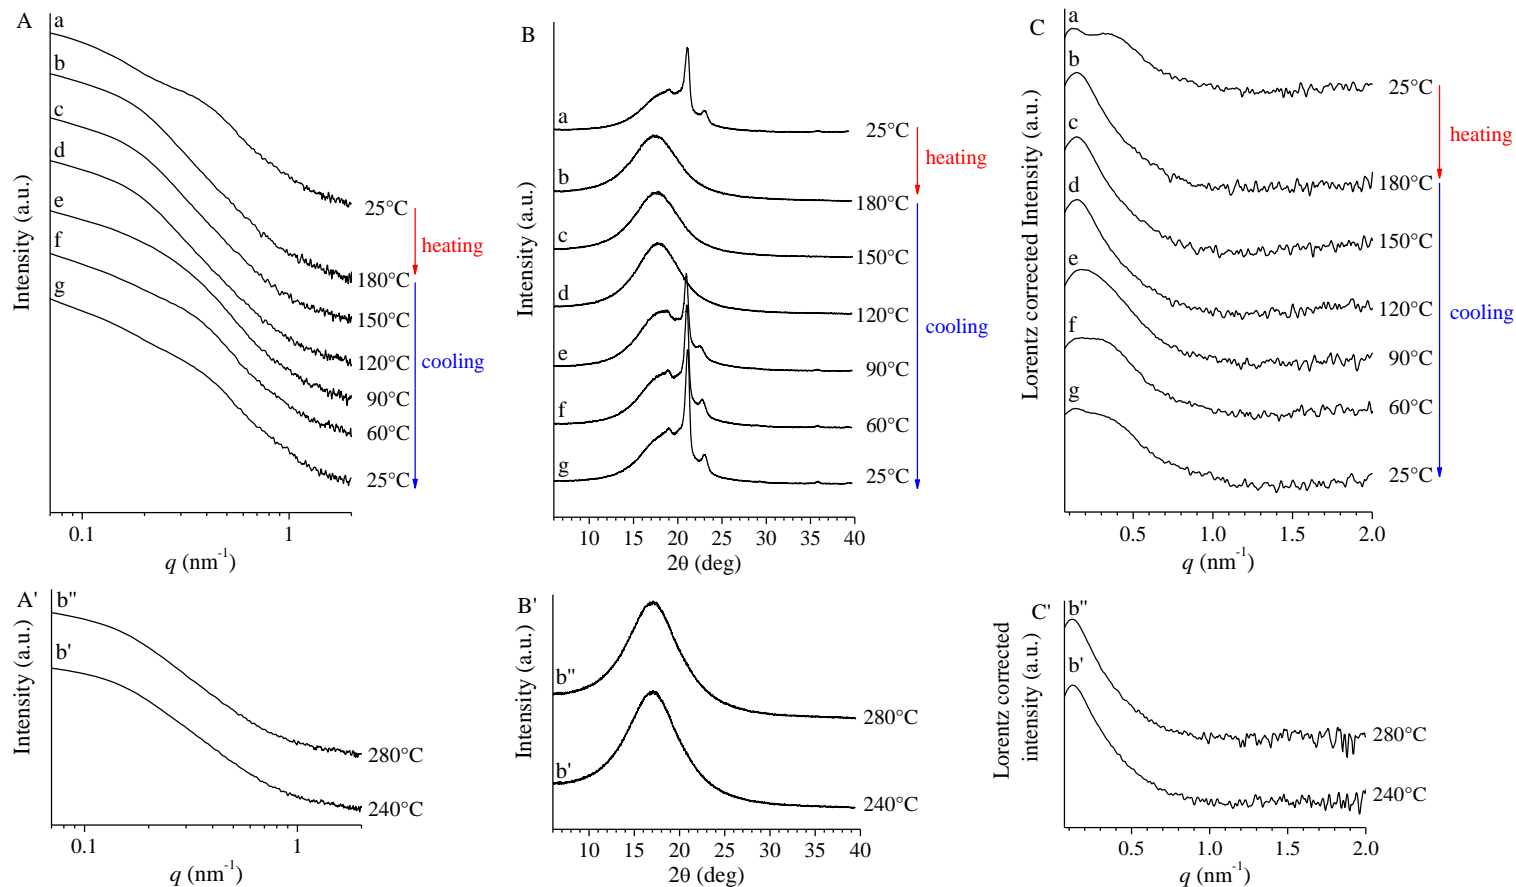 A
a
b
c
d
e
f
g
25°C
180°C
150°C
120°C
90°C
60°C
25°C
heating
cooling
Intensity (a.u.)
0.1 1
q (nm⁻¹)
B
a
b
c
d
e
f
g
25°C
180°C
150°C
120°C
90°C
60°C
25°C
heating
cooling
Intensity (a.u.)
10 15 20 25 30 35 40
2θ (deg)
C
a
b
c
d
e
f
g
25°C
180°C
150°C
120°C
90°C
60°C
25°C
heating
cooling
Lorentz corrected Intensity (a.u.)
0.5 1.0 1.5 2.0
q (nm⁻¹)
A'
b"
b'
280°C
240°C
Intensity (a.u.)
0.1 1
q (nm⁻¹)
B'
b"
b'
280°C
240°C
Intensity (a.u.)
10 15 20 25 30 35 40
2θ (deg)
C'
b"
b'
280°C
240°C
Lorentz corrected
intensity (a.u.)
0.5 1.0 1.5 2.0
q (nm⁻¹)